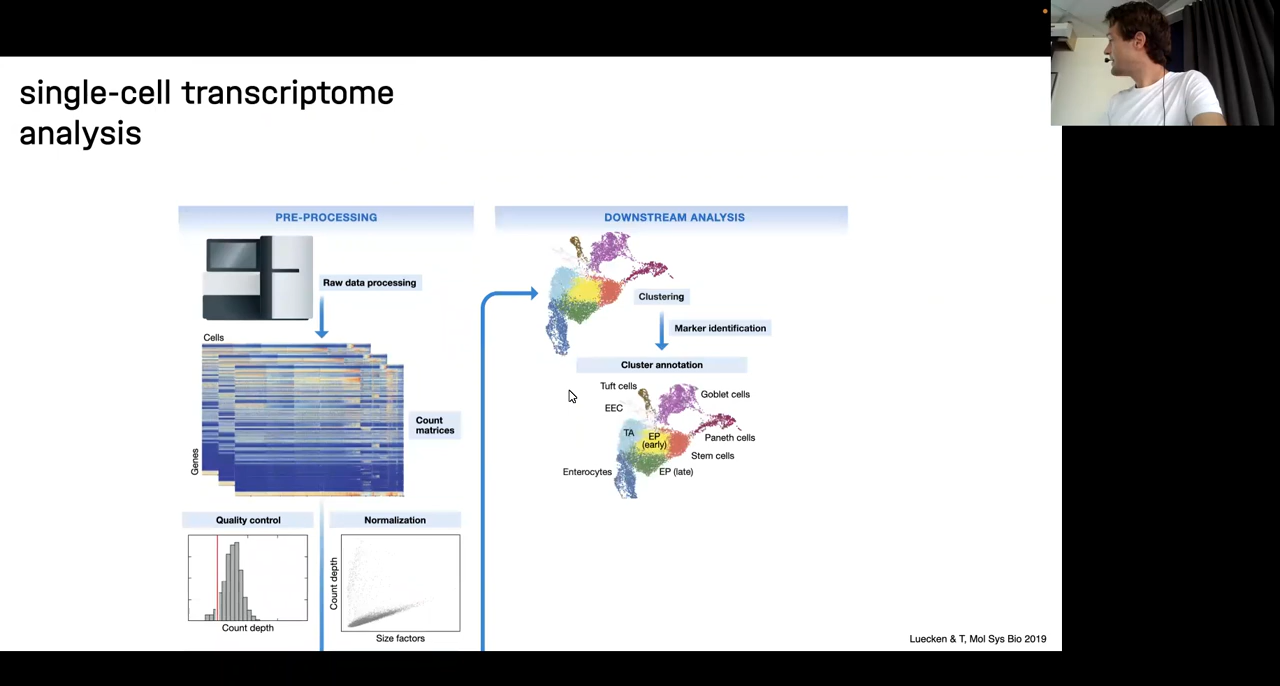 single-cell transcriptome
analysis
PRE-PROCESSING
Raw data processing
Cells
Genes
Count
matrices
Quality control
Count depth
Normalization
Count depth
Size factors
DOWNSTREAM ANALYSIS
Clustering
Marker identification
Cluster annotation
Tuft cells
Goblet cells
EEC
TA
EP
(early)
Paneth cells
Stem cells
Enterocytes
EP (late)
Luecken & T, Mol Sys Bio 2019